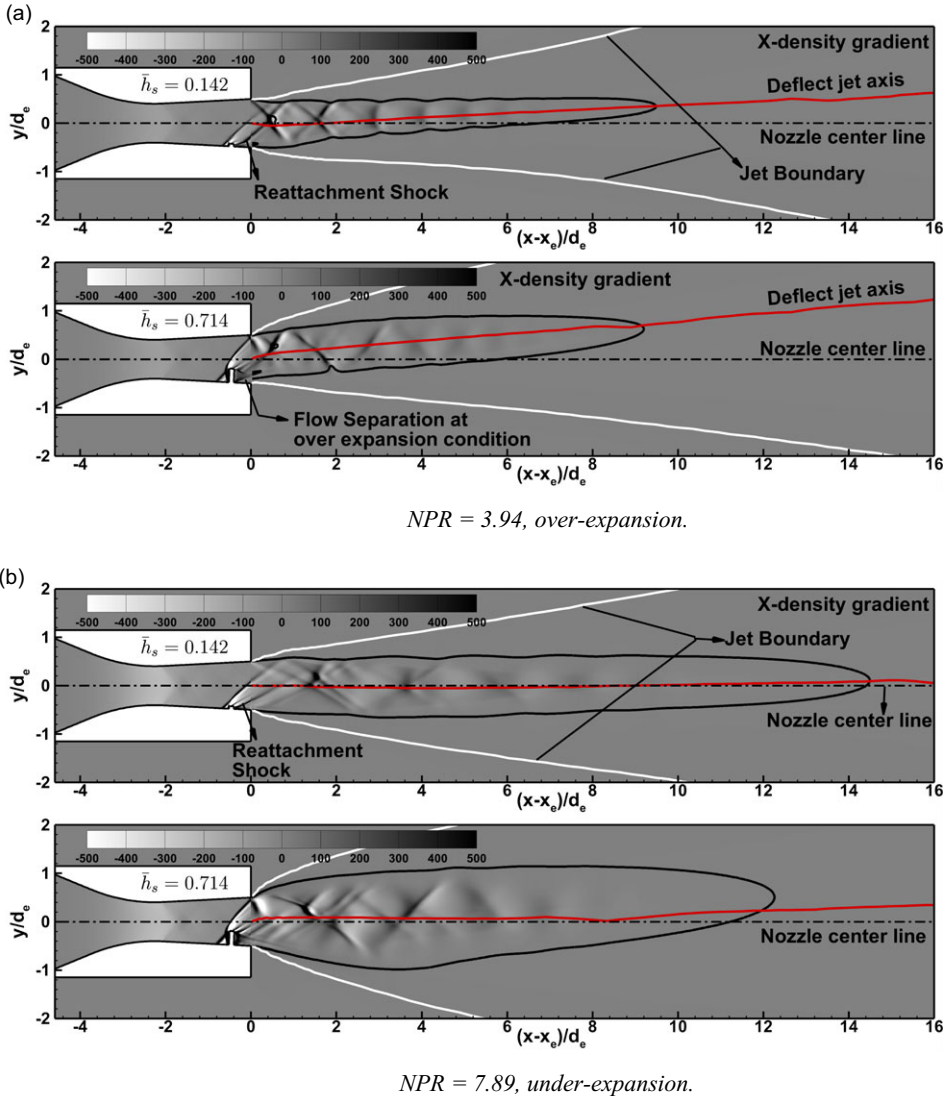 (a)
2
1
0
-1
-2
y/dₑ
-500 -400 -300 -200 -100 0 100 200 300 400 500
X-density gradient
h̄ₛ = 0.142
Deflect jet axis
Nozzle center line
Reattachment Shock
Jet Boundary
-4 -2 0 2 4 6 8 10 12 14 16
(x-xₑ)/dₑ
2
1
0
-1
-2
y/dₑ
-500 -400 -300 -200 -100 0 100 200 300 400 500
X-density gradient
h̄ₛ = 0.714
Deflect jet axis
Nozzle center line
Flow Separation at
over expansion condition
-4 -2 0 2 4 6 8 10 12 14 16
(x-xₑ)/dₑ
NPR = 3.94, over-expansion.
(b)
2
1
0
-1
-2
y/dₑ
-500 -400 -300 -200 -100 0 100 200 300 400 500
X-density gradient
h̄ₛ = 0.142
Jet Boundary
Nozzle center line
Reattachment
Shock
-4 -2 0 2 4 6 8 10 12 14 16
(x-xₑ)/dₑ
2
1
0
-1
-2
y/dₑ
-500 -400 -300 -200 -100 0 100 200 300 400 500
h̄ₛ = 0.714
Nozzle center line
-4 -2 0 2 4 6 8 10 12 14 16
(x-xₑ)/dₑ
NPR = 7.89, under-expansion.